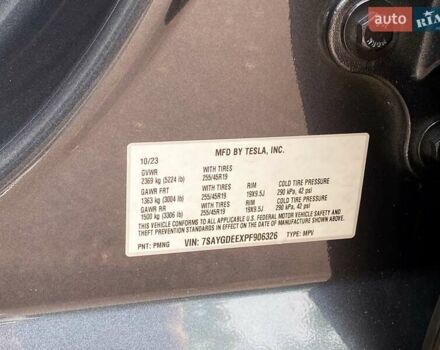 auto RIA.com
MFD BY TESLA, INC.
10/23
GVWR WITH TIRES
2369 kg (5224 lb) 255/45R19
GAWR FRT WITH TIRES RIM COLD TIRE PRESSURE
1363 kg (3004 lb) 255/45R19 19X9.5J 290 kPa, 42 psi
GAWR RR WITH TIRES RIM COLD TIRE PRESSURE
1500 kg (3306 lb) 255/45R19 19X9.5J 290 kPa, 42 psi
THIS VEHICLE CONFORMS TO ALL APPLICABLE U.S. FEDERAL MOTOR VEHICLE SAFETY AND
THEFT PREVENTION STANDARDS IN EFFECT ON THE DATE OF MANUFACTURE SHOWN ABOVE.
PNT: PMNG VIN: 7SAYGDEEXPF906326 TYPE: MPV